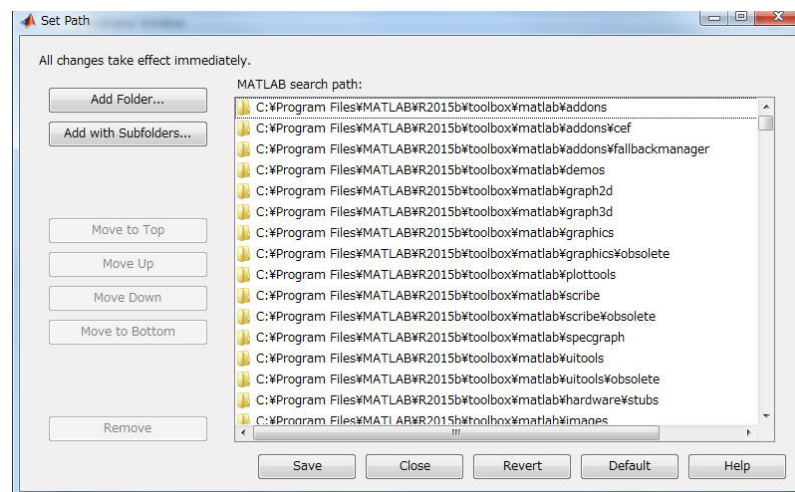 Set Path
All changes take effect immediately.
MATLAB search path:
Add Folder...
Add with Subfolders...
Move to Top
Move Up
Move Down
Move to Bottom
Remove
C:¥Program Files¥MATLAB¥R2015b¥toolbox¥matlab¥addons
C:¥Program Files¥MATLAB¥R2015b¥toolbox¥matlab¥addons¥cef
C:¥Program Files¥MATLAB¥R2015b¥toolbox¥matlab¥addons¥fallbackmanager
C:¥Program Files¥MATLAB¥R2015b¥toolbox¥matlab¥demos
C:¥Program Files¥MATLAB¥R2015b¥toolbox¥matlab¥graph2d
C:¥Program Files¥MATLAB¥R2015b¥toolbox¥matlab¥graph3d
C:¥Program Files¥MATLAB¥R2015b¥toolbox¥matlab¥graphics
C:¥Program Files¥MATLAB¥R2015b¥toolbox¥matlab¥graphics¥obsolete
C:¥Program Files¥MATLAB¥R2015b¥toolbox¥matlab¥plottools
C:¥Program Files¥MATLAB¥R2015b¥toolbox¥matlab¥scribe
C:¥Program Files¥MATLAB¥R2015b¥toolbox¥matlab¥scribe¥obsolete
C:¥Program Files¥MATLAB¥R2015b¥toolbox¥matlab¥specgraph
C:¥Program Files¥MATLAB¥R2015b¥toolbox¥matlab¥uitools
C:¥Program Files¥MATLAB¥R2015b¥toolbox¥matlab¥uitools¥obsolete
C:¥Program Files¥MATLAB¥R2015b¥toolbox¥matlab¥hardware¥stubs
C:¥Program Files¥MATLAB¥R2015b¥toolbox¥matlab¥images
Save
Close
Revert
Default
Help